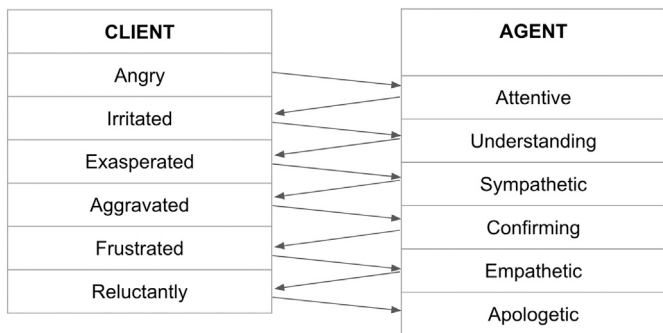 CLIENT
Angry
Irritated
Exasperated
Aggravated
Frustrated
Reluctantly
AGENT
Attentive
Understanding
Sympathetic
Confirming
Empathetic
Apologetic